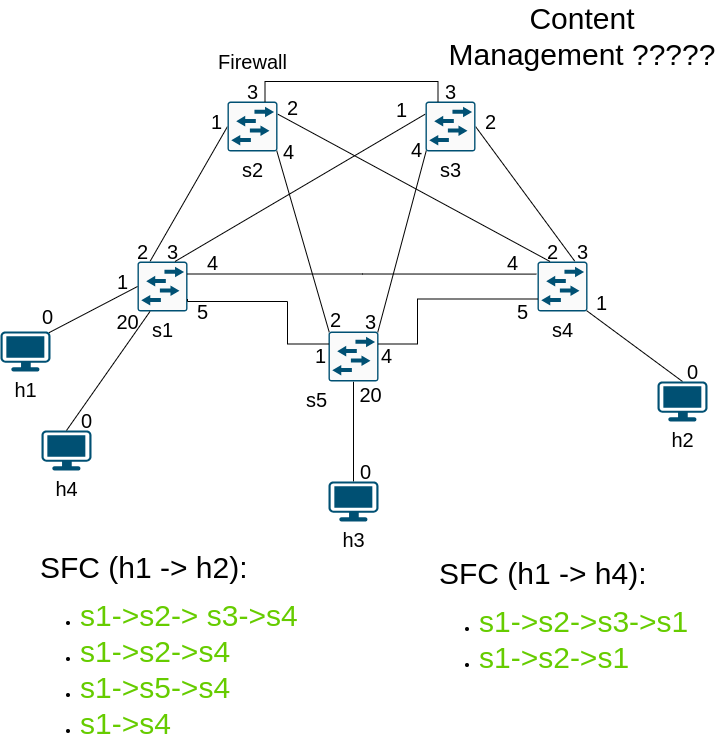 Content
Management ?????
Firewall
3
3
1
2
1
2
4
4
s2
s3
2
3
2
3
4
4
1
1
0
20
s1
5
5
s4
2
3
1
4
h1
0
s5
20
0
h2
h4
0
h3
SFC (h1 -> h2):
• s1->s2-> s3->s4
• s1->s2->s4
• s1->s5->s4
• s1->s4
SFC (h1 -> h4):
• s1->s2->s3->s1
• s1->s2->s1